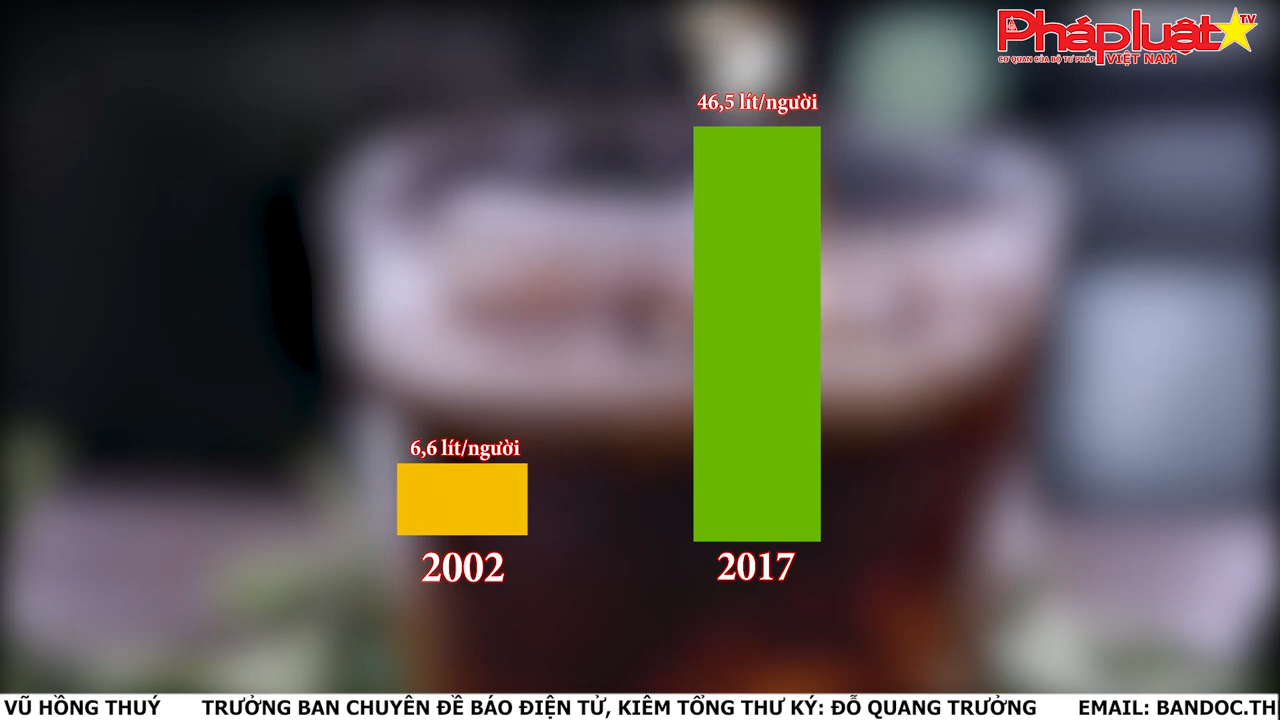 Pháp luật TV
CƠ QUAN CỦA BỘ TƯ PHÁP VIỆT NAM
46,5 lít/người
6,6 lít/người
2002
2017
VŨ HỒNG THUÝ TRƯỞNG BAN CHUYÊN ĐỀ BÁO ĐIỆN TỬ, KIÊM TỔNG THƯ KÝ: ĐỖ QUANG TRƯỞNG EMAIL: BANDOC.TH